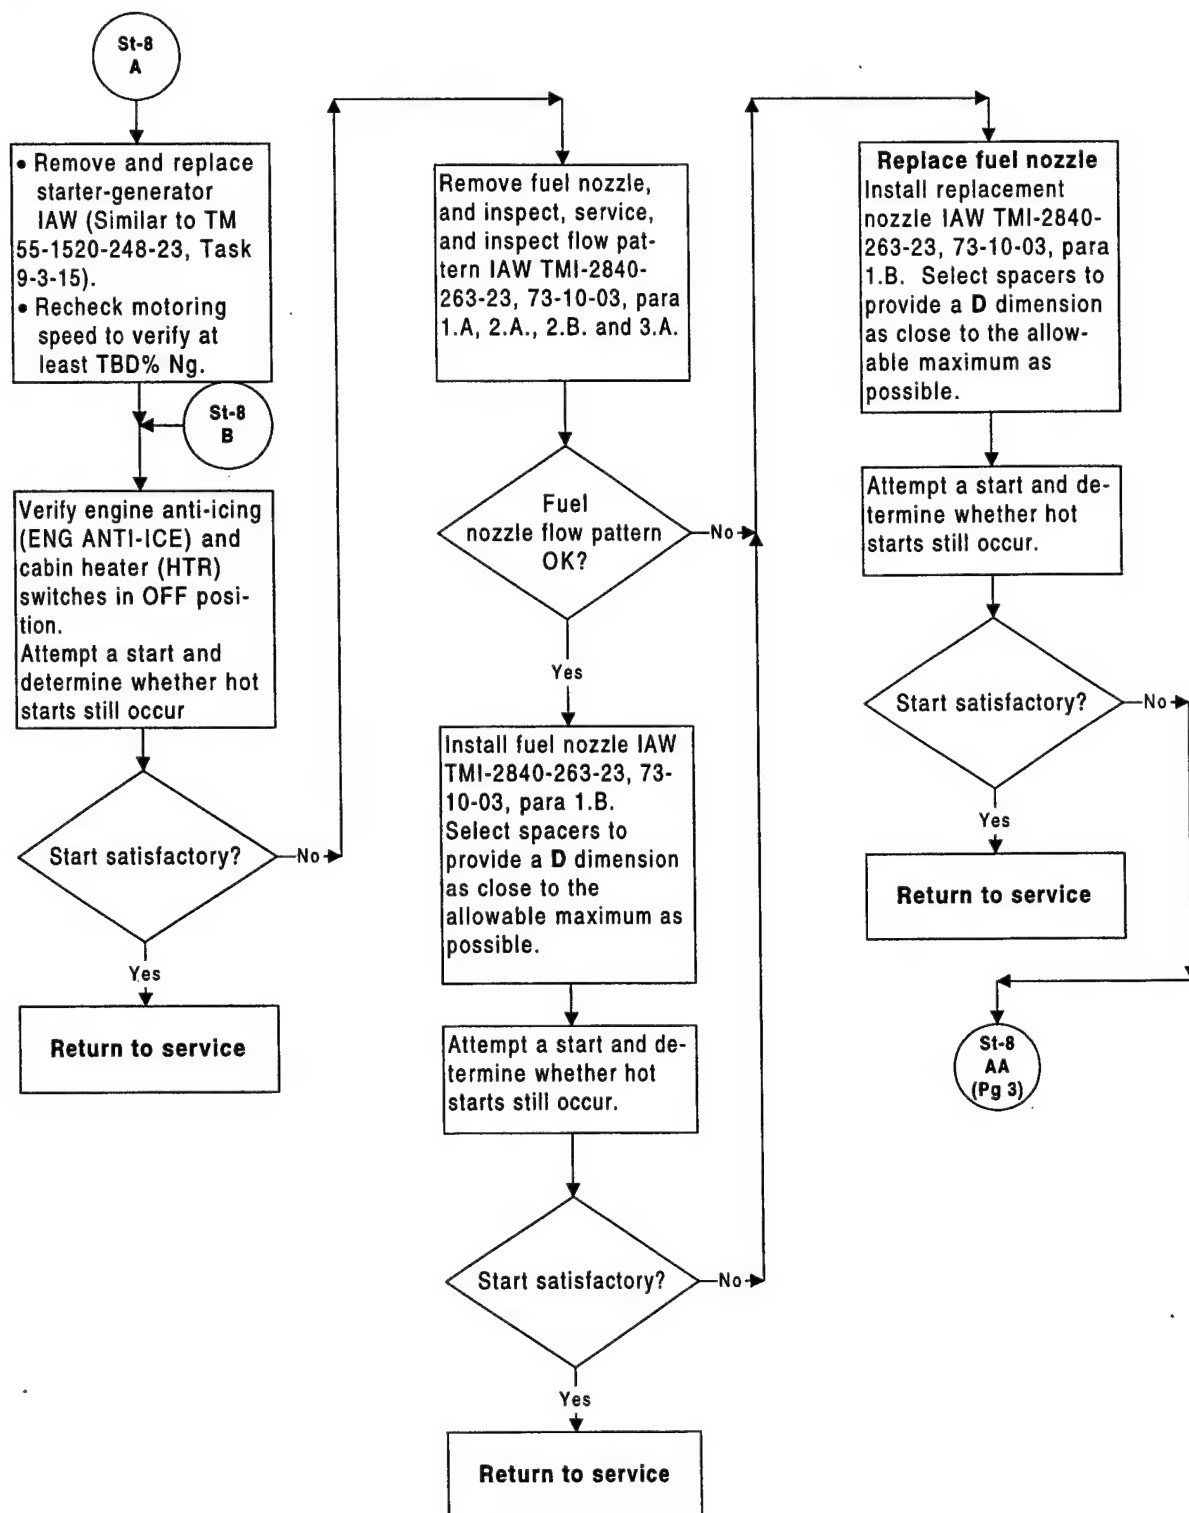 St-8
A
• Remove and replace
starter-generator
IAW (Similar to TM
55-1520-248-23, Task
9-3-15).
• Recheck motoring
speed to verify at
least TBD% Ng.
St-8
B
Verify engine anti-icing
(ENG ANTI-ICE) and
cabin heater (HTR)
switches in OFF posi-
tion.
Attempt a start and
determine whether hot
starts still occur
Start satisfactory?
No
Yes
Return to service
Remove fuel nozzle,
and inspect, service,
and inspect flow pat-
tern IAW TMI-2840-
263-23, 73-10-03, para
1.A, 2.A., 2.B. and 3.A.
Fuel
nozzle flow pattern
OK?
No
Yes
Install fuel nozzle IAW
TMI-2840-263-23, 73-
10-03, para 1.B.
Select spacers to
provide a D dimension
as close to the
allowable maximum as
possible.
Attempt a start and de-
termine whether hot
starts still occur.
Start satisfactory?
No
Yes
Return to service
Replace fuel nozzle
Install replacement
nozzle IAW TMI-2840-
263-23, 73-10-03, para
1.B. Select spacers to
provide a D dimension
as close to the allow-
able maximum as
possible.
Attempt a start and de-
termine whether hot
starts still occur.
Start satisfactory?
No
Yes
Return to service
St-8
AA
(Pg 3)